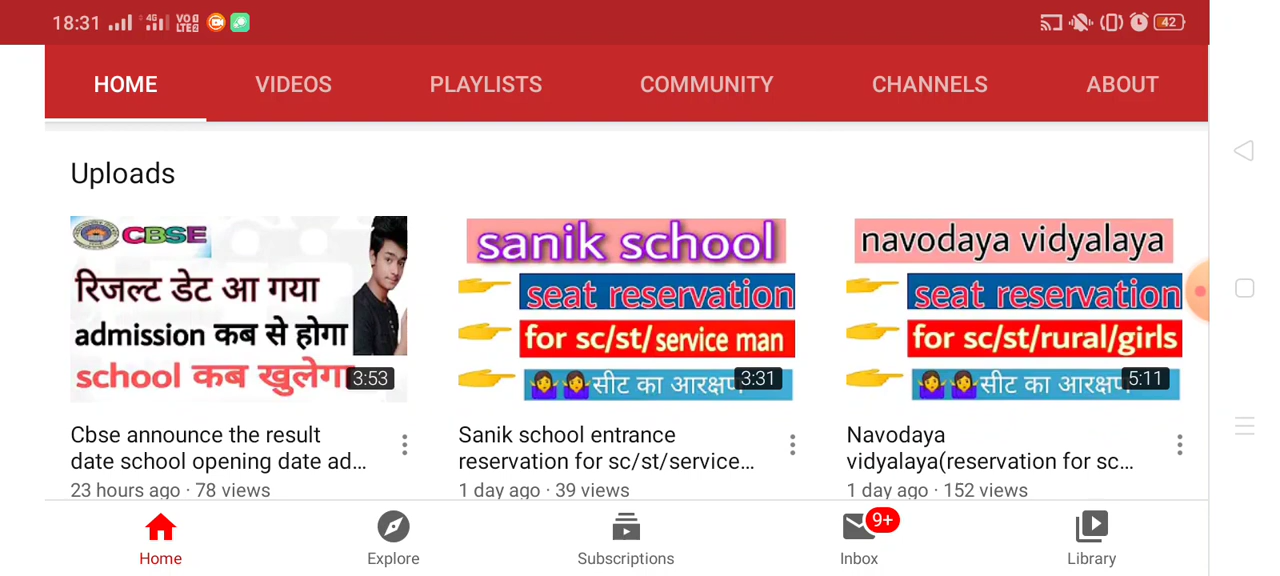 18:31 4G VO LTE 42
HOME VIDEOS PLAYLISTS COMMUNITY CHANNELS ABOUT
Uploads
CBSE
रिजल्ट डेट आ गया
admission कब से होगा
school कब खुलेगा
3:53
sanik school
seat reservation
for sc/st/service man
सीट का आरक्षण
3:31
navodaya vidyalaya
seat reservation
for sc/st/rural/girls
सीट का आरक्षण
5:11
Cbse announce the result
date school opening date ad...
23 hours ago · 78 views
Sanik school entrance
reservation for sc/st/service...
1 day ago · 39 views
Navodaya
vidyalaya(reservation for sc...
1 day ago · 152 views
Home Explore Subscriptions Inbox 9+ Library